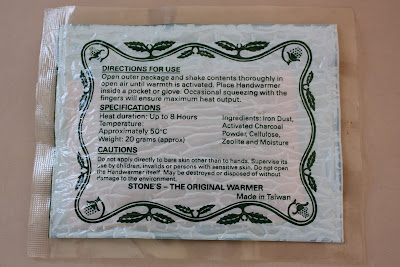 DIRECTIONS FOR USE
Open outer package and shake contents thoroughly in
open air until warmth is activated. Place Handwarmer
inside a pocket or glove. Occasional squeezing with the
fingers will ensure maximum heat output.
SPECIFICATIONS
Heat duration: Up to 8 Hours
Temperature:
Approximately 50°C
Weight: 20 grams (approx)
Ingredients: Iron Dust,
Activated Charcoal
Powder, Cellulose,
Zeolite and Moisture
CAUTIONS
Do not apply directly to bare skin other than to hands. Supervise its
use by children, invalids or persons with sensitive skin. Do not open
the Handwarmer itself. May be destroyed or disposed of without
damage to the environment.
STONE'S – THE ORIGINAL WARMER
Made in Taiwan